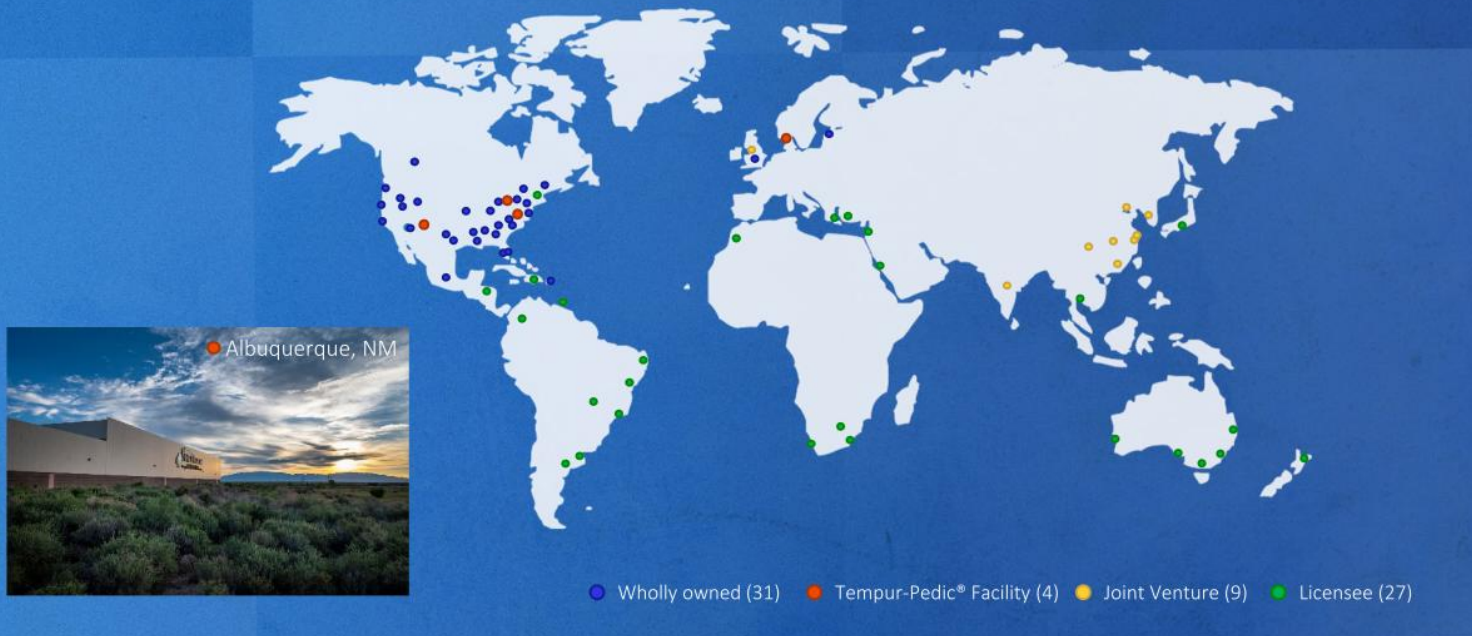 Albuquerque, NM
Wholly owned (31)
Tempur-Pedic® Facility (4)
Joint Venture (9)
Licensee (27)